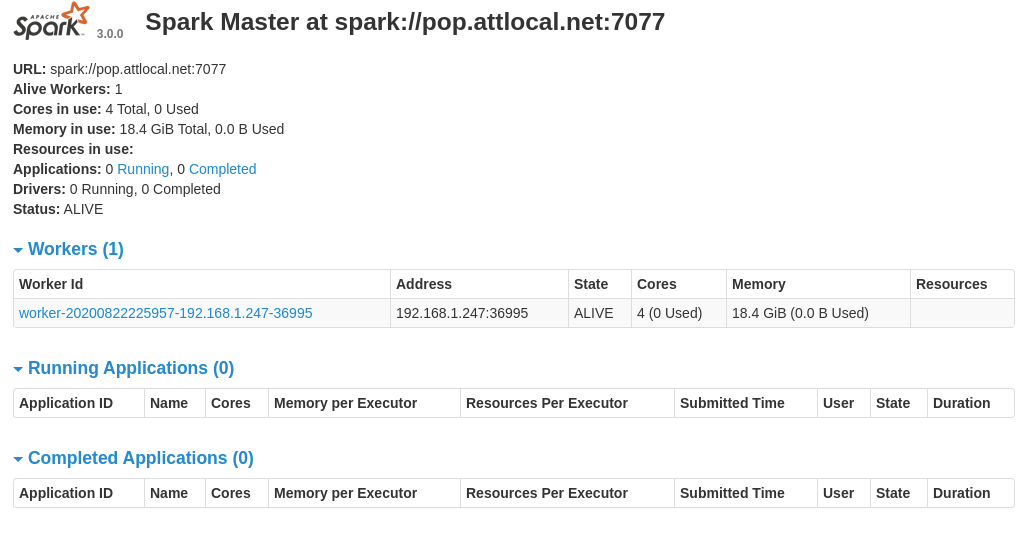 APACHE
Spark 3.0.0 Spark Master at spark://pop.attlocal.net:7077
URL: spark://pop.attlocal.net:7077
Alive Workers: 1
Cores in use: 4 Total, 0 Used
Memory in use: 18.4 GiB Total, 0.0 B Used
Resources in use:
Applications: 0 Running, 0 Completed
Drivers: 0 Running, 0 Completed
Status: ALIVE
Workers (1)
Worker Id Address State Cores Memory Resources
worker-20200822225957-192.168.1.247-36995 192.168.1.247:36995 ALIVE 4 (0 Used) 18.4 GiB (0.0 B Used)
Running Applications (0)
Application ID Name Cores Memory per Executor Resources Per Executor Submitted Time User State Duration
Completed Applications (0)
Application ID Name Cores Memory per Executor Resources Per Executor Submitted Time User State Duration